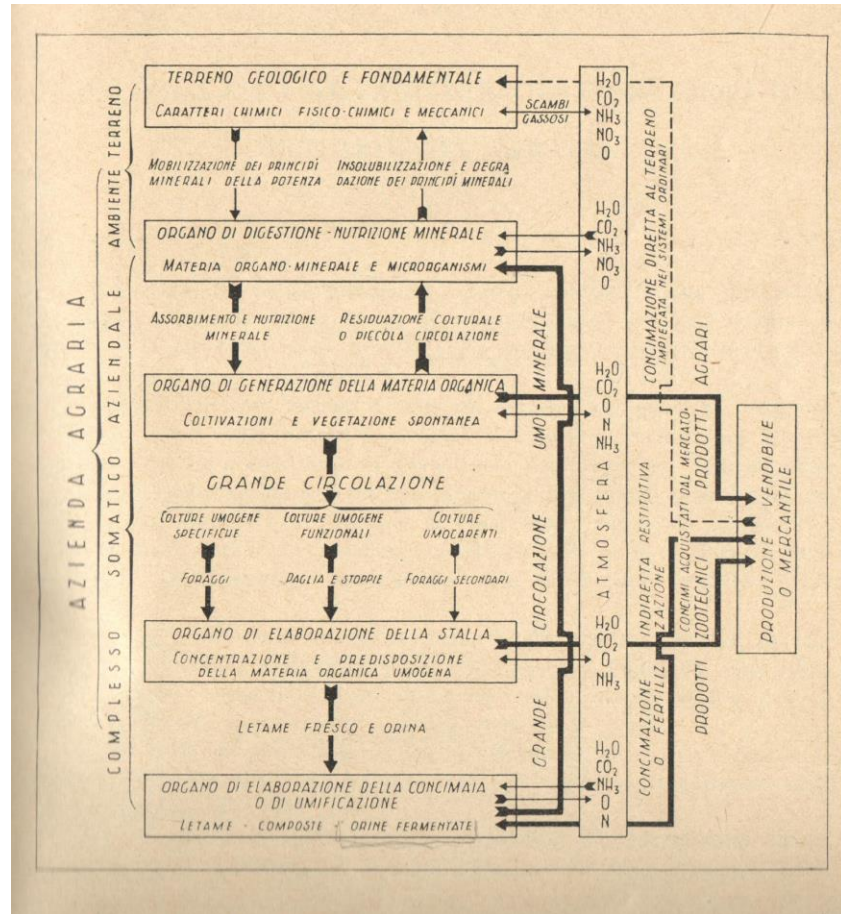 AZIENDA AGRARIA
AMBIENTE TERRENO
COMPLESSO SOMATICO AZIENDALE
TERRENO GEOLOGICO E FONDAMENTALE
CARATTERI CHIMICI FISICO-CHIMICI E MECCANICI
SCAMBI
GASSOSI
MOBILIZZAZIONE DEI PRINCIPÎ
MINERALI DELLA POTENZA
INSOLUBILIZZAZIONE E DEGRA
DAZIONE DEI PRINCIPÎ MINERALI
ORGANO DI DIGESTIONE-NUTRIZIONE MINERALE
MATERIA ORGANO-MINERALE E MICRORGANISMI
ASSORBIMENTO E NUTRIZIONE
MINERALE
RESIDUAZIONE COLTURALE
O PICCOLA CIRCOLAZIONE
ORGANO DI GENERAZIONE DELLA MATERIA ORGANICA
COLTIVAZIONI E VEGETAZIONE SPONTANEA
GRANDE CIRCOLAZIONE
COLTURE UMOGENE
SPECIFICHE
COLTURE UMOGENE
FUNZIONALI
COLTURE
UMOCARENTI
FORAGGI
PAGLIA E STOPPIE
FORAGGI SECONDARI
ORGANO DI ELABORAZIONE DELLA STALLA
CONCENTRAZIONE E PREDISPOSIZIONE
DELLA MATERIA ORGANICA UMOGENA
LETAME FRESCO E ORINA
ORGANO DI ELABORAZIONE DELLA CONCIMAIA
O DI UMIFICAZIONE
LETAME - COMPOSTE - ORINE FERMENTATE
GRANDE CIRCOLAZIONE UMO-MINERALE
H2O
CO2
NH3
NO3
O
H2O
CO2
NH3
NO3
O
H2O
CO2
O
N
NH3
ATMOSFERA
H2O
CO2
O
NH3
H2O
CO2
NH3
O
N
CONCIMAZIONE DIRETTA AL TERRENO
IMPIEGATA NEI SISTEMI ORDINARI
CONCIMAZIONE INDIRETTA RESTITUTIVA
O FERTILIZZAZIONE
CONCIMI ACQUISTATI DAL MERCATO
PRODOTTI AGRARI
PRODOTTI ZOOTECNICI
PRODUZIONE VENDIBILE
O MERCANTILE